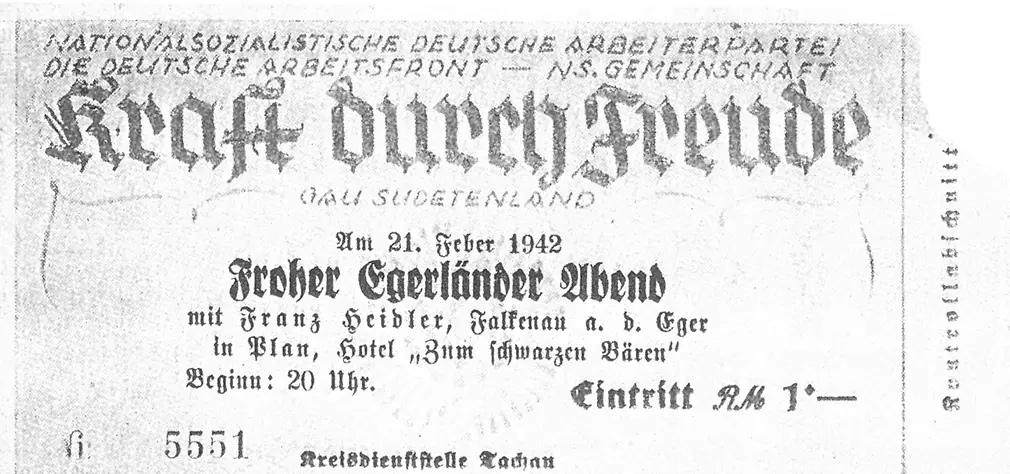 NATIONALSOZIALISTISCHE DEUTSCHE ARBEITERPARTEI
DIE DEUTSCHE ARBEITSFRONT — NS. GEMEINSCHAFT
Kraft durch Freude
GAU SUDETENLAND
Am 21. Feber 1942
Froher Egerländer Abend
mit Franz Heidler, Falkenau a. d. Eger
in Plan, Hotel „Zum schwarzen Bären“
Beginn: 20 Uhr.
Eintritt RM 1·—
5551
Kreisdienststelle Tachau
Kontrollabschnitt